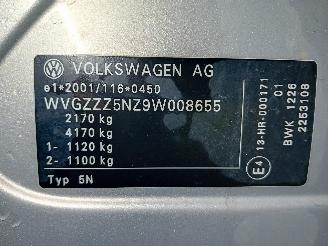 VOLKSWAGEN AG
e1*2001/116*0450
WVGZZZ5NZ9W008655
2170 kg
4170 kg
1- 1120 kg
2- 1100 kg
Typ 5N
E4
13-HR-000171
01
BWK 1226
2253108